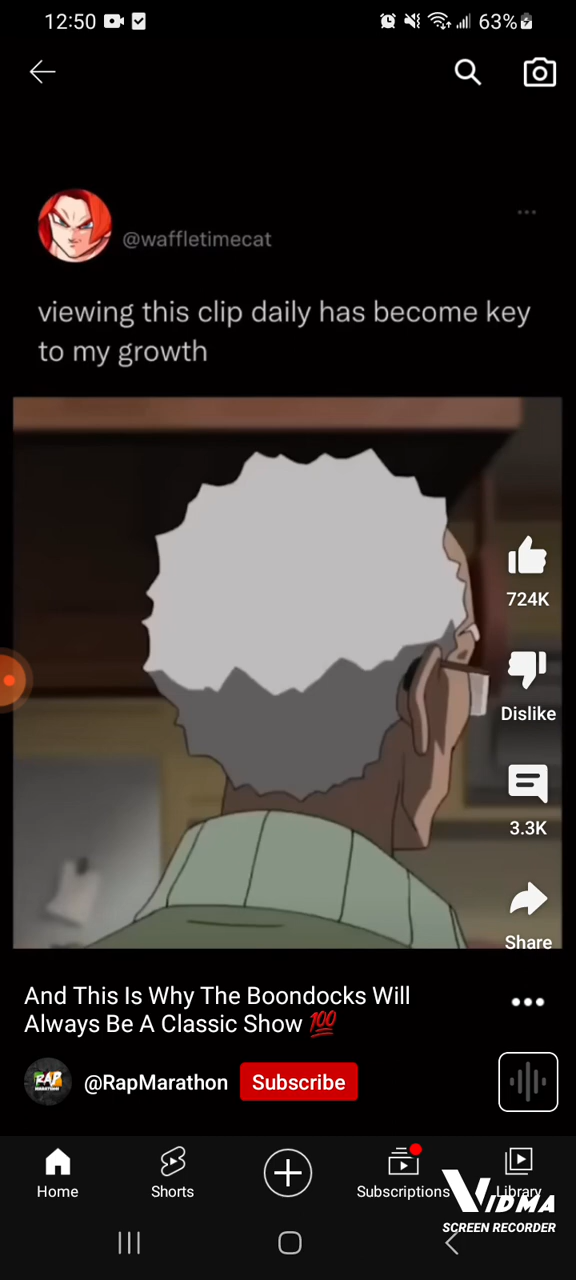 12:50
63%
@waffletimecat
viewing this clip daily has become key
to my growth
724K
Dislike
3.3K
Share
And This Is Why The Boondocks Will
Always Be A Classic Show 💯
RAP
MARATHON
@RapMarathon
Subscribe
Home
Shorts
Subscriptions
Library
VIDMA
SCREEN RECORDER